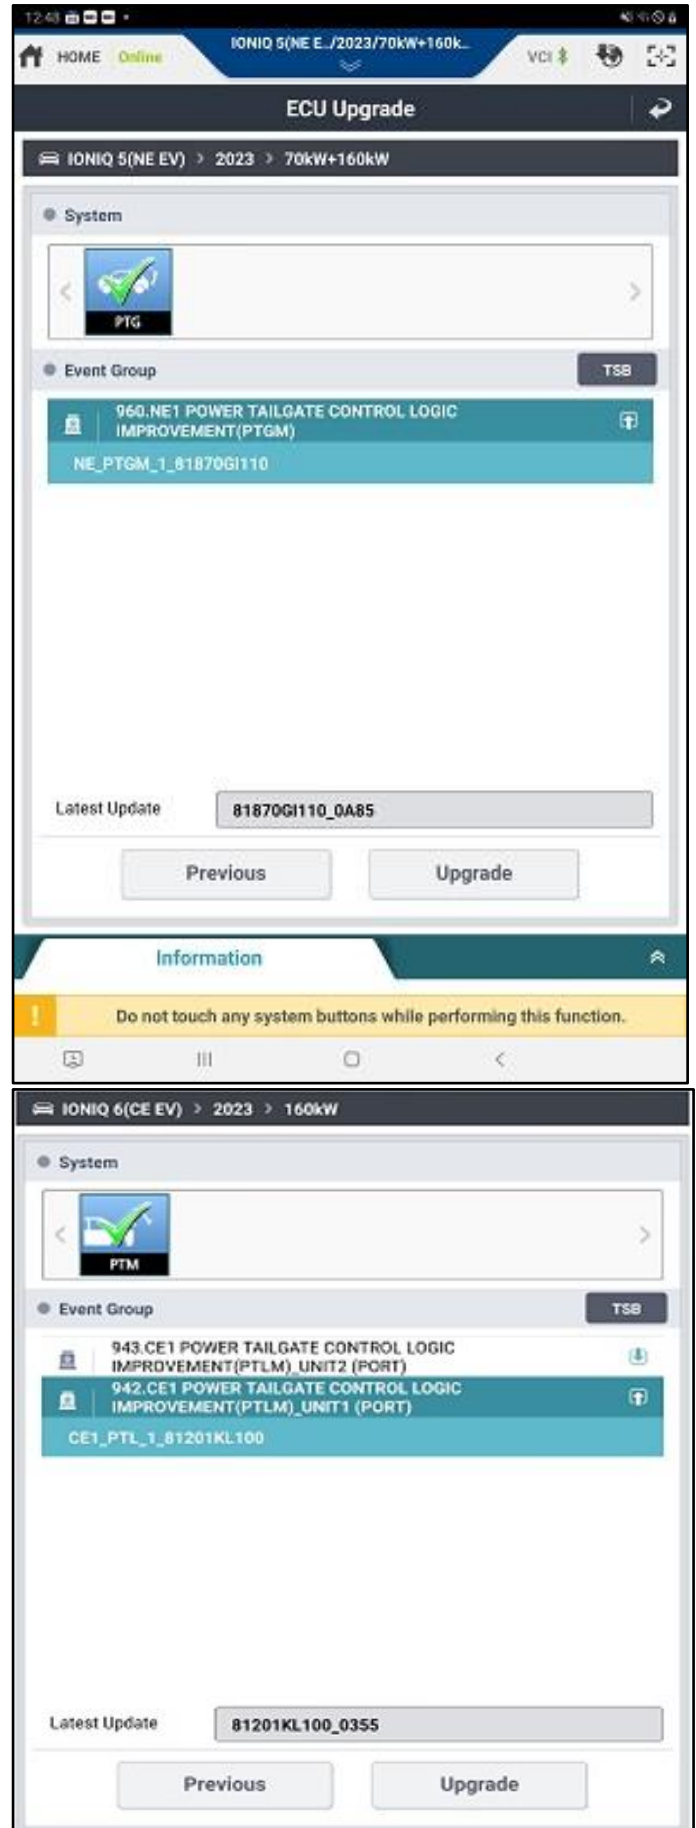 12:48
IONIQ 5(NE E../2023/70kW+160k...
HOME Online VCI
ECU Upgrade
IONIQ 5(NE EV) > 2023 > 70kW+160kW
System
PTG
Event Group TSB
960.NE1 POWER TAILGATE CONTROL LOGIC
IMPROVEMENT(PTGM)
NE_PTGM_1_81870GI110
Latest Update 81870GI110_0A85
Previous Upgrade
Information
! Do not touch any system buttons while performing this function.
IONIQ 6(CE EV) > 2023 > 160kW
System
PTM
Event Group TSB
943.CE1 POWER TAILGATE CONTROL LOGIC
IMPROVEMENT(PTLM)_UNIT2 (PORT)
942.CE1 POWER TAILGATE CONTROL LOGIC
IMPROVEMENT(PTLM)_UNIT1 (PORT)
CE1_PTL_1_81201KL100
Latest Update 81201KL100_0355
Previous Upgrade